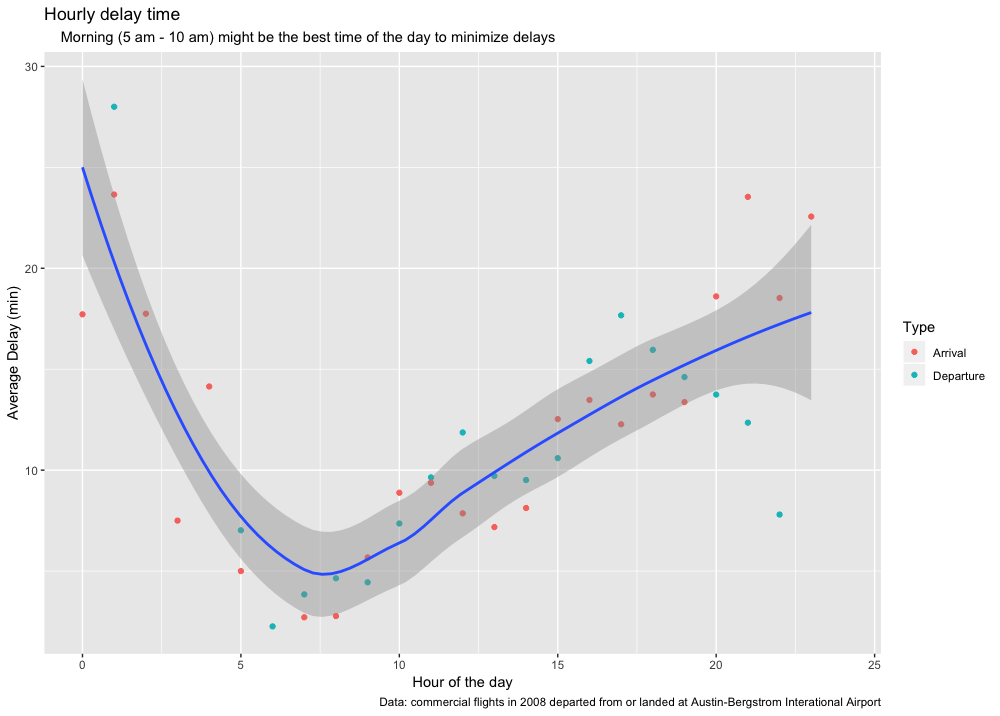 Hourly delay time
Morning (5 am - 10 am) might be the best time of the day to minimize delays
30
20
10
Average Delay (min)
0 5 10 15 20 25
Hour of the day
Type
Arrival
Departure
Data: commercial flights in 2008 departed from or landed at Austin-Bergstrom Interational Airport